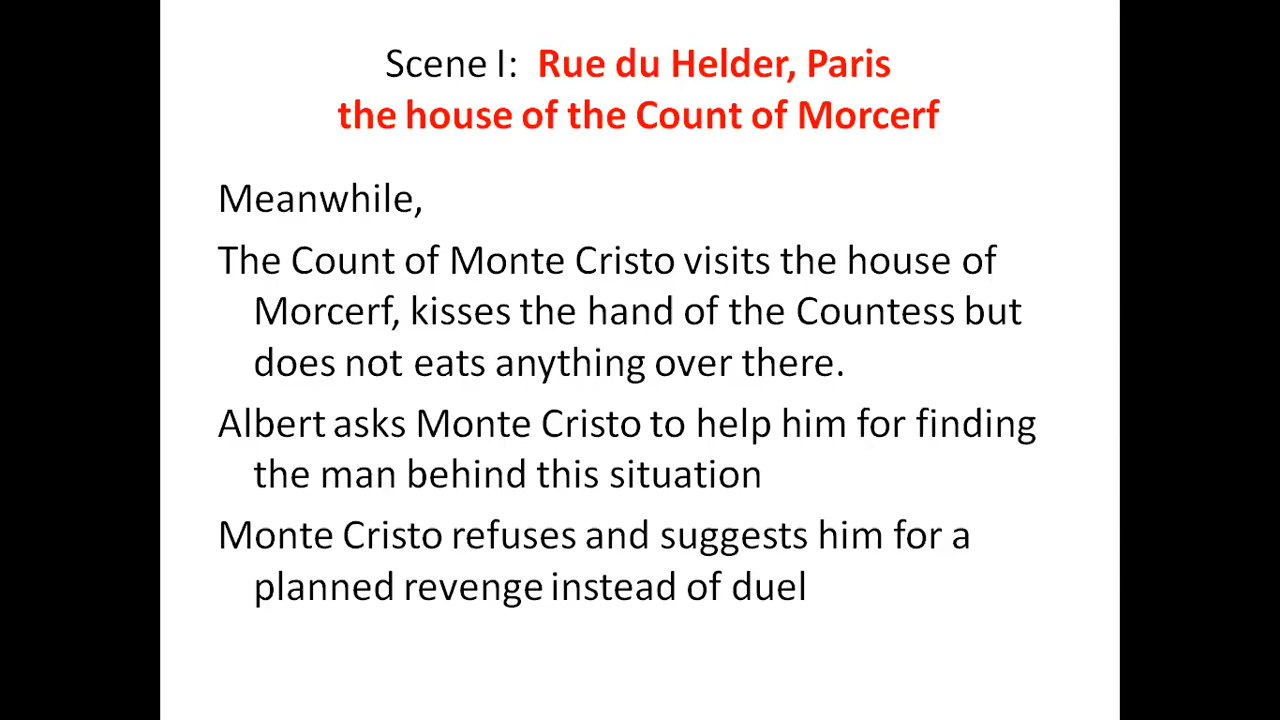 Scene I: Rue du Helder, Paris
the house of the Count of Morcerf
Meanwhile,
The Count of Monte Cristo visits the house of
Morcerf, kisses the hand of the Countess but
does not eats anything over there.
Albert asks Monte Cristo to help him for finding
the man behind this situation
Monte Cristo refuses and suggests him for a
planned revenge instead of duel